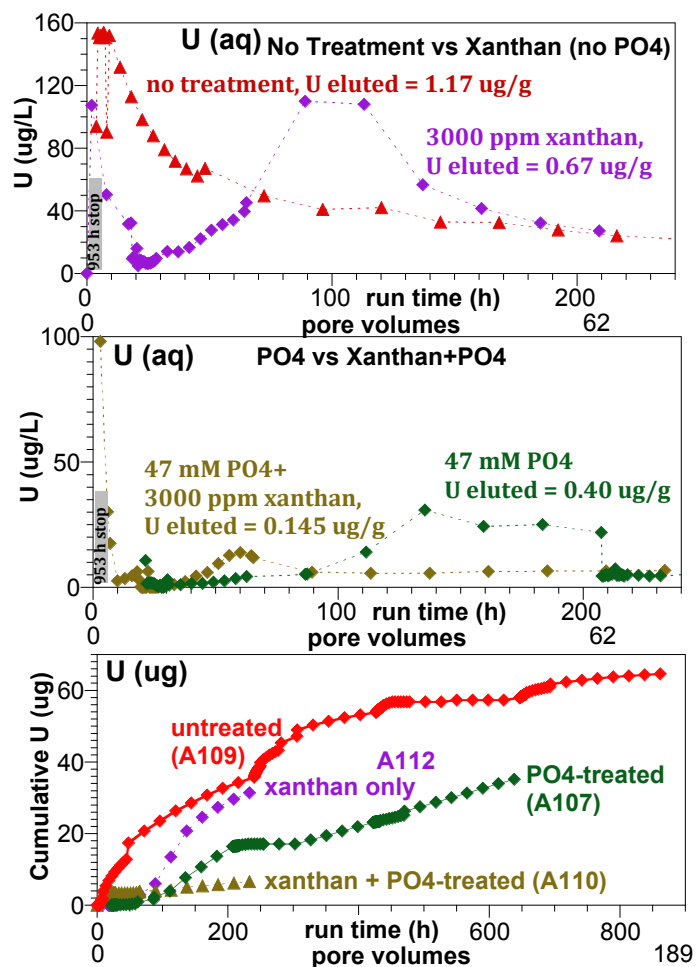 U (aq)
No Treatment vs Xanthan (no PO4)
no treatment, U eluted = 1.17 ug/g
3000 ppm xanthan,
U eluted = 0.67 ug/g
953 h stop
U (ug/L)
160
120
80
40
0
0
100
200
run time (h)
0
pore volumes
62
U (aq)
PO4 vs Xanthan+PO4
47 mM PO4+
3000 ppm xanthan,
U eluted = 0.145 ug/g
47 mM PO4
U eluted = 0.40 ug/g
953 h stop
U (ug/L)
100
50
0
0
100
200
run time (h)
0
pore volumes
62
U (ug)
untreated
(A109)
A112
xanthan only
PO4-treated
(A107)
xanthan + PO4-treated (A110)
Cumulative U (ug)
60
40
20
0
0
200
400
600
800
run time (h)
0
pore volumes
189